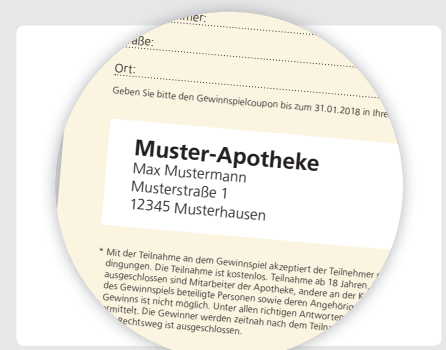 Ort:
Geben Sie bitte den Gewinnspielcoupon bis zum 31.01.2018 in Ihre
Muster-Apotheke
Max Mustermann
Musterstraße 1
12345 Musterhausen
* Mit der Teilnahme an dem Gewinnspiel akzeptiert der Teilnehmer
dingungen. Die Teilnahme ist kostenlos. Teilnahme ab 18 Jahren,
ausgeschlossen sind Mitarbeiter der Apotheke, andere an der K
des Gewinnspiels beteiligte Personen sowie deren Angehörig
Gewinns ist nicht möglich. Unter allen richtigen Antworten
rmittelt. Die Gewinner werden zeitnah nach dem Teiln
Rechtsweg ist ausgeschlossen.